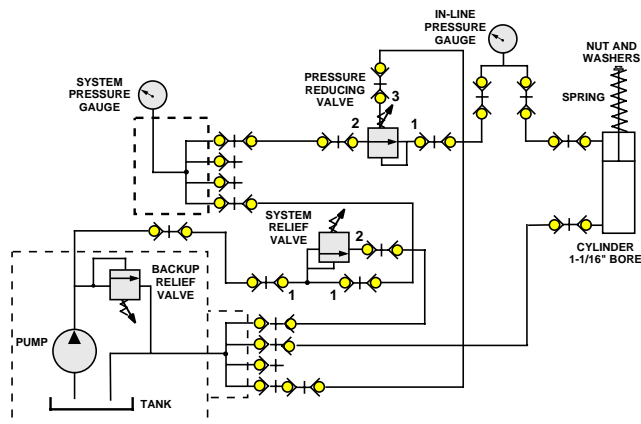 IN-LINE
PRESSURE
GAUGE
NUT AND
WASHERS
SYSTEM
PRESSURE
GAUGE
PRESSURE
REDUCING
VALVE
3
SPRING
2
1
SYSTEM
RELIEF
VALVE
2
CYLINDER
1-1/16" BORE
BACKUP
RELIEF
VALVE
1
1
PUMP
TANK